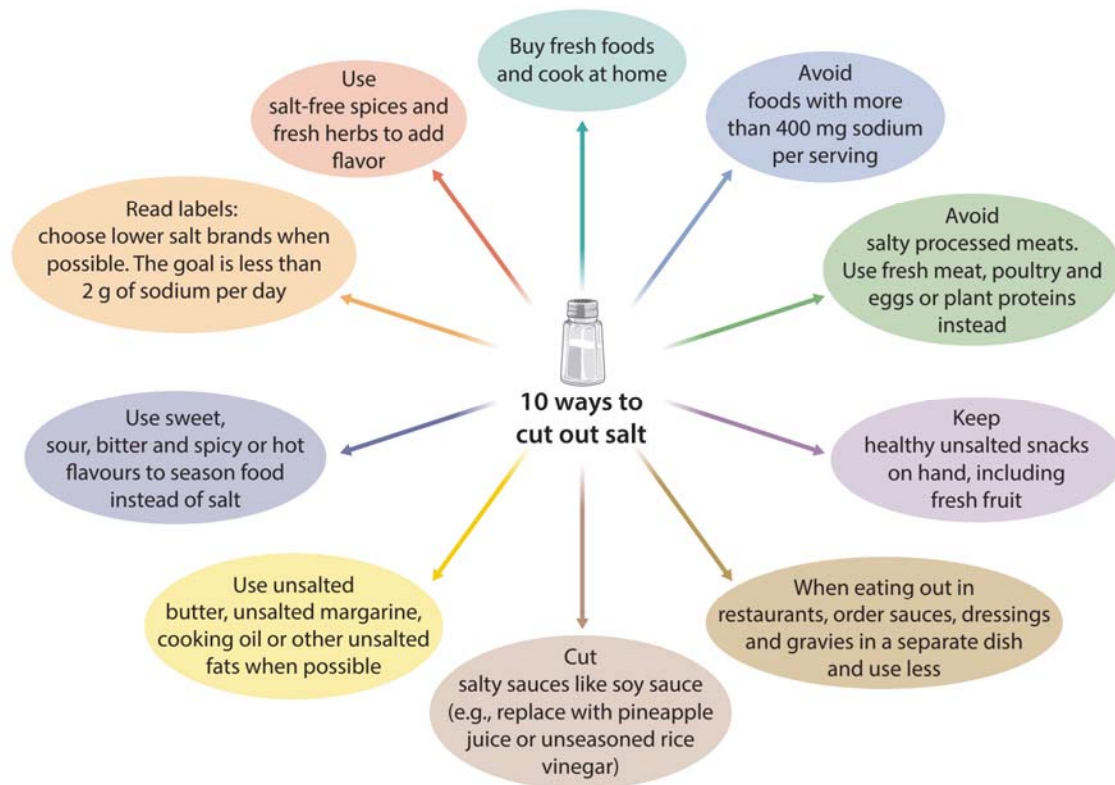 Buy fresh foods
and cook at home
Avoid
foods with more
than 400 mg sodium
per serving
Avoid
salty processed meats.
Use fresh meat, poultry and
eggs or plant proteins
instead
Keep
healthy unsalted snacks
on hand, including
fresh fruit
When eating out in
restaurants, order sauces, dressings
and gravies in a separate dish
and use less
Cut
salty sauces like soy sauce
(e.g., replace with pineapple
juice or unseasoned rice
vinegar)
Use unsalted
butter, unsalted margarine,
cooking oil or other unsalted
fats when possible
Use sweet,
sour, bitter and spicy or hot
flavours to season food
instead of salt
Read labels:
choose lower salt brands when
possible. The goal is less than
2 g of sodium per day
Use
salt-free spices and
fresh herbs to add
flavor
10 ways to
cut out salt